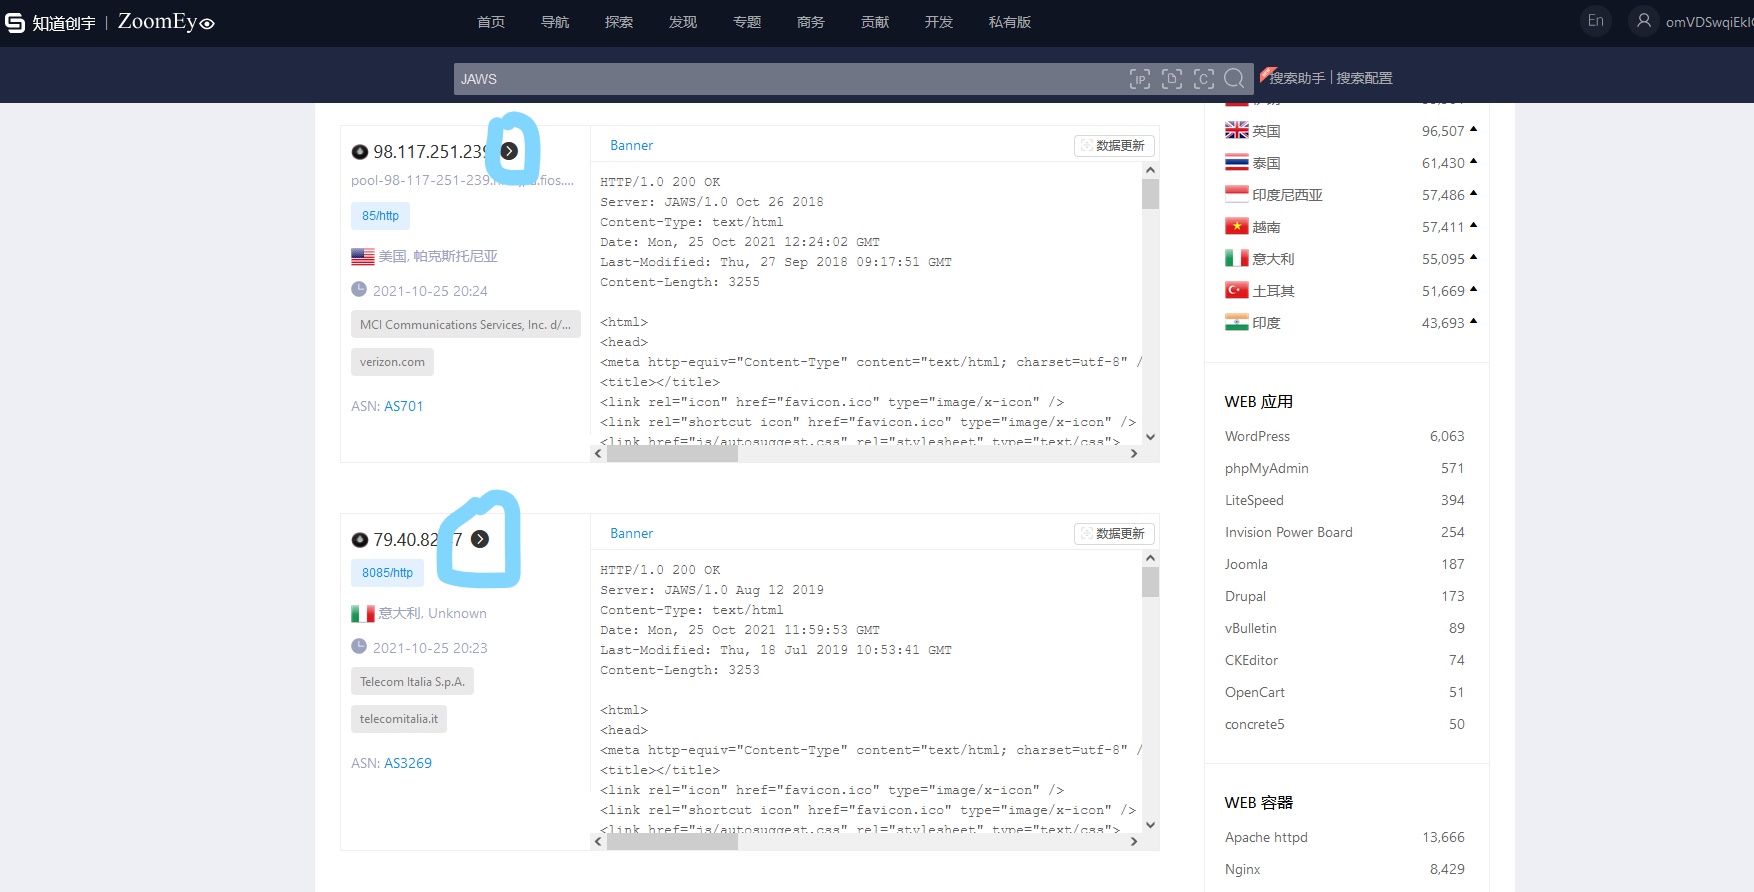 知道创宇 | ZoomEye
首页 导航 探索 发现 专题 商务 贡献 开发 私有版
En
omVDSwqiEkI
JAWS
IP D C
搜索助手 | 搜索配置
98.117.251.239
pool-98-117-251-239.
.fios....
85/http
美国, 帕克斯托尼亚
2021-10-25 20:24
MCI Communications Services, Inc. d/...
verizon.com
ASN: AS701
Banner
数据更新
HTTP/1.0 200 OK
Server: JAWS/1.0 Oct 26 2018
Content-Type: text/html
Date: Mon, 25 Oct 2021 12:24:02 GMT
Last-Modified: Thu, 27 Sep 2018 09:17:51 GMT
Content-Length: 3255
<html>
<head>
<meta http-equiv="Content-Type" content="text/html; charset=utf-8" /
<title></title>
<link rel="icon" href="favicon.ico" type="image/x-icon" />
<link rel="shortcut icon" href="favicon.ico" type="image/x-icon" />
<link href="js/autosuggest.css" rel="stylesheet" type="text/css">
79.40.82
7
8085/http
意大利, Unknown
2021-10-25 20:23
Telecom Italia S.p.A.
telecomitalia.it
ASN: AS3269
Banner
数据更新
HTTP/1.0 200 OK
Server: JAWS/1.0 Aug 12 2019
Content-Type: text/html
Date: Mon, 25 Oct 2021 11:59:53 GMT
Last-Modified: Thu, 18 Jul 2019 10:53:41 GMT
Content-Length: 3253
<html>
<head>
<meta http-equiv="Content-Type" content="text/html; charset=utf-8" /
<title></title>
<link rel="icon" href="favicon.ico" type="image/x-icon" />
<link rel="shortcut icon" href="favicon.ico" type="image/x-icon" />
<link href="js/autosuggest.css" rel="stylesheet" type="text/css">
英国 96,507
泰国 61,430
印度尼西亚 57,486
越南 57,411
意大利 55,095
土耳其 51,669
印度 43,693
WEB 应用
WordPress 6,063
phpMyAdmin 571
LiteSpeed 394
Invision Power Board 254
Joomla 187
Drupal 173
vBulletin 89
CKEditor 74
OpenCart 51
concrete5 50
WEB 容器
Apache httpd 13,666
Nginx 8,429